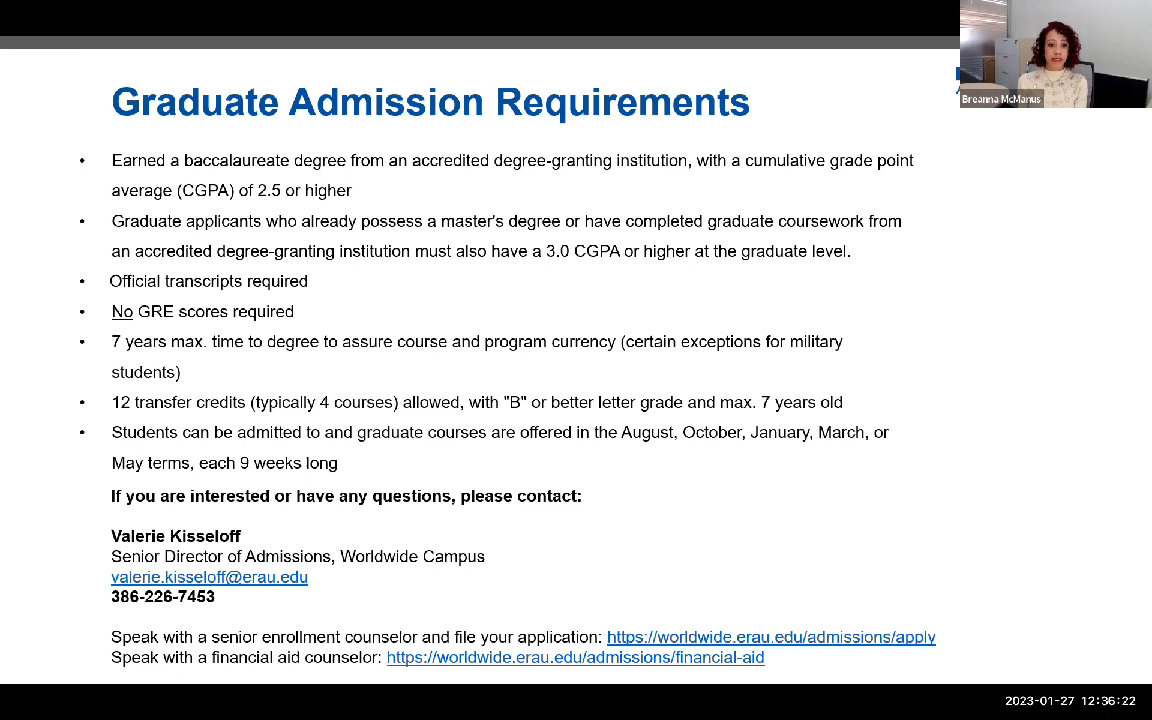 Graduate Admission Requirements
Breanna McManus
• Earned a baccalaureate degree from an accredited degree-granting institution, with a cumulative grade point
average (CGPA) of 2.5 or higher
• Graduate applicants who already possess a master's degree or have completed graduate coursework from
an accredited degree-granting institution must also have a 3.0 CGPA or higher at the graduate level.
• Official transcripts required
• No GRE scores required
• 7 years max. time to degree to assure course and program currency (certain exceptions for military
students)
• 12 transfer credits (typically 4 courses) allowed, with "B" or better letter grade and max. 7 years old
• Students can be admitted to and graduate courses are offered in the August, October, January, March, or
May terms, each 9 weeks long
If you are interested or have any questions, please contact:
Valerie Kisseloff
Senior Director of Admissions, Worldwide Campus
valerie.kisseloff@erau.edu
386-226-7453
Speak with a senior enrollment counselor and file your application: https://worldwide.erau.edu/admissions/apply
Speak with a financial aid counselor: https://worldwide.erau.edu/admissions/financial-aid
2023-01-27 12:36:22